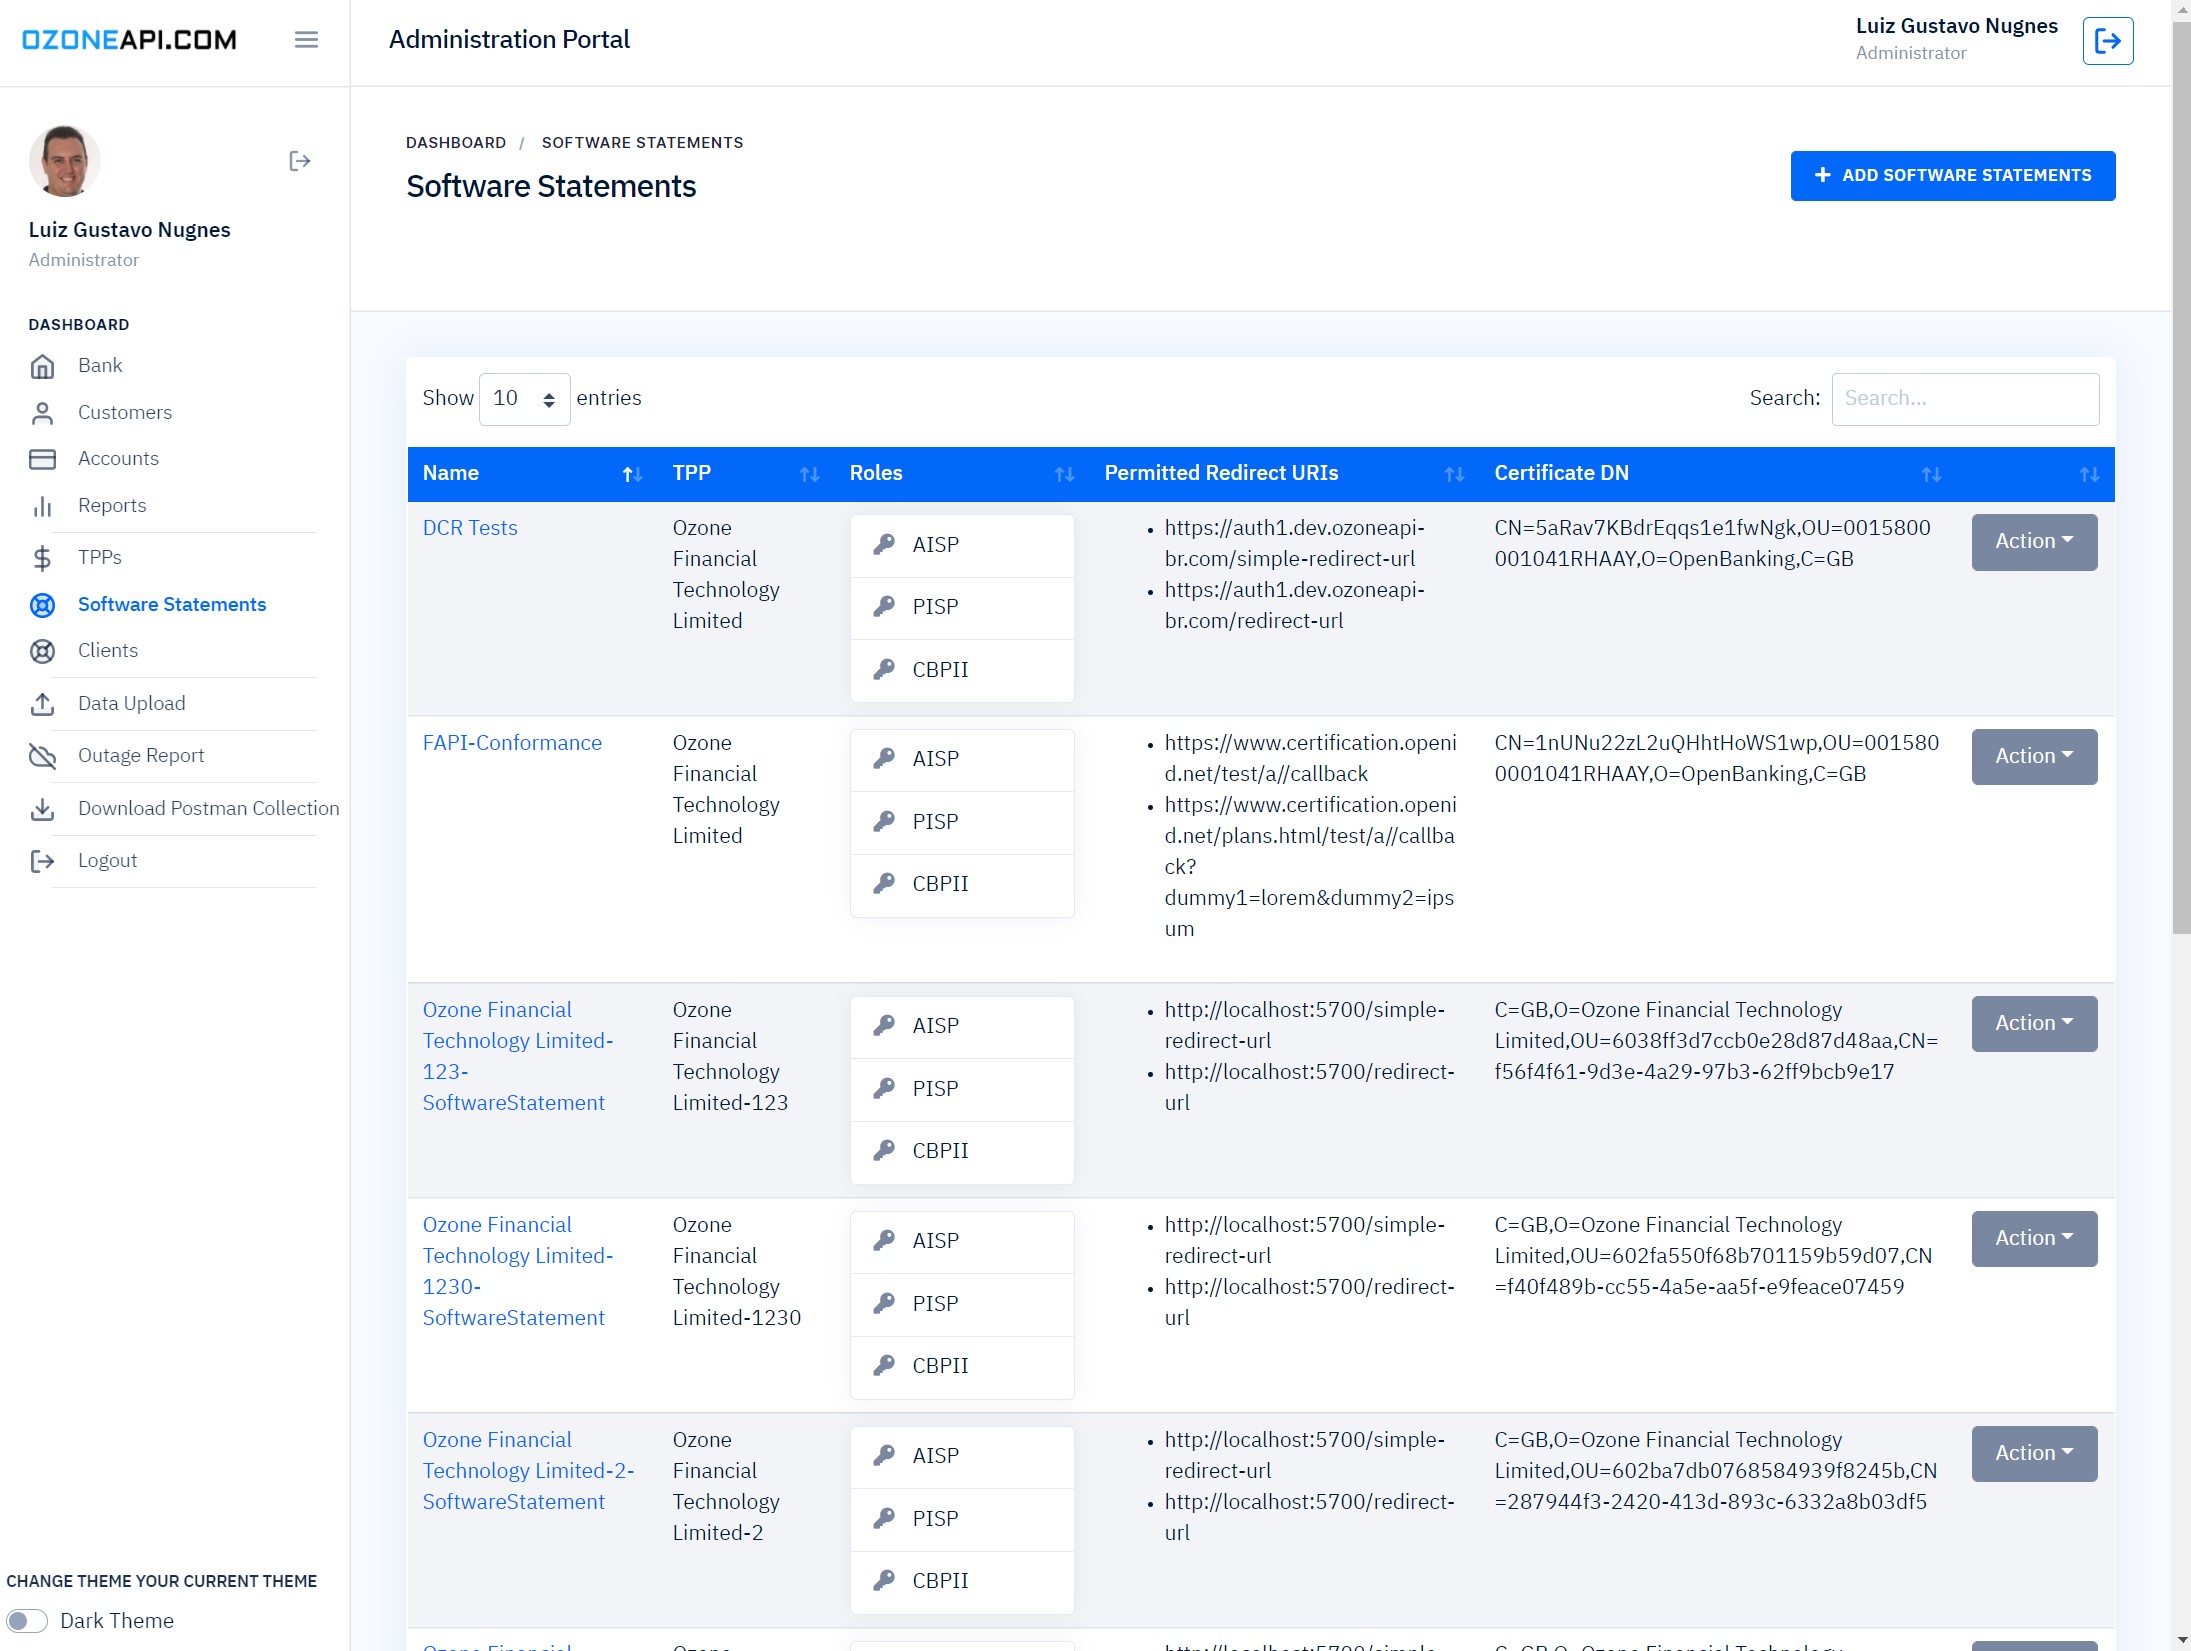 OZONEAPI.COM
Administration Portal
Luiz Gustavo Nugnes
Administrator
Luiz Gustavo Nugnes
Administrator
DASHBOARD
Bank
Customers
Accounts
Reports
TPPs
Software Statements
Clients
Data Upload
Outage Report
Download Postman Collection
Logout
CHANGE THEME YOUR CURRENT THEME
Dark Theme
DASHBOARD / SOFTWARE STATEMENTS
Software Statements
ADD SOFTWARE STATEMENTS
Show 10 entries
Search: Search...
Name TPP Roles Permitted Redirect URIs Certificate DN
DCR Tests
Ozone
Financial
Technology
Limited
AISP
PISP
CBPII
https://auth1.dev.ozoneapi-
br.com/simple-redirect-url
https://auth1.dev.ozoneapi-
br.com/redirect-url
CN=5aRav7KBdrEqqs1e1fwNgk,OU=0015800
001041RHAAY,O=OpenBanking,C=GB
Action
FAPI-Conformance
Ozone
Financial
Technology
Limited
AISP
PISP
CBPII
https://www.certification.openi
d.net/test/a//callback
https://www.certification.openi
d.net/plans.html/test/a//callba
ck?
dummy1=lorem&dummy2=ips
um
CN=1nUNu22zL2uQHhtHoWS1wp,OU=001580
0001041RHAAY,O=OpenBanking,C=GB
Action
Ozone Financial
Technology Limited-
123-
SoftwareStatement
Ozone
Financial
Technology
Limited-123
AISP
PISP
CBPII
http://localhost:5700/simple-
redirect-url
http://localhost:5700/redirect-
url
C=GB,O=Ozone Financial Technology
Limited,OU=6038ff3d7ccb0e28d87d48aa,CN=
f56f4f61-9d3e-4a29-97b3-62ff9bcb9e17
Action
Ozone Financial
Technology Limited-
1230-
SoftwareStatement
Ozone
Financial
Technology
Limited-1230
AISP
PISP
CBPII
http://localhost:5700/simple-
redirect-url
http://localhost:5700/redirect-
url
C=GB,O=Ozone Financial Technology
Limited,OU=602fa550f68b701159b59d07,CN
=f40f489b-cc55-4a5e-aa5f-e9feace07459
Action
Ozone Financial
Technology Limited-2-
SoftwareStatement
Ozone
Financial
Technology
Limited-2
AISP
PISP
CBPII
http://localhost:5700/simple-
redirect-url
http://localhost:5700/redirect-
url
C=GB,O=Ozone Financial Technology
Limited,OU=602ba7db0768584939f8245b,CN
=287944f3-2420-413d-893c-6332a8b03df5
Action